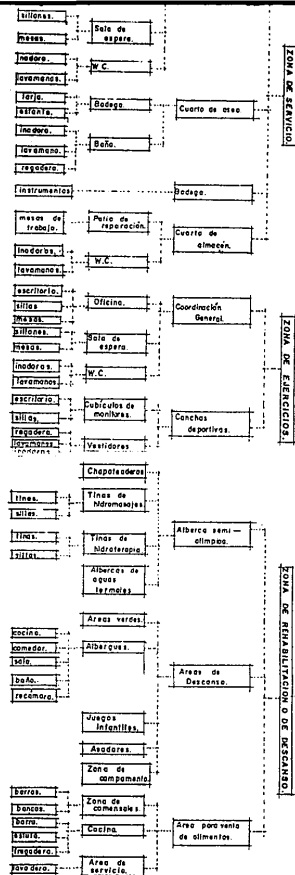 sillones.
mesas.
Sala de
espera.
inodoro.
lavamanos.
W.C.
ZONA DE SERVICIO.
tarja.
estante.
Bodega.
Cuarto de aseo.
inodoro.
lavamano.
regadera.
Baño.
instrumentos
Bodega.
mesas de
trabajo.
Patio de
reparación.
Cuarto de
almacén.
inodoros,
lavamanos.
W.C.
escritorio.
sillas
mesas.
Oficina.
Coordinación
General.
sillones.
mesas.
Sala de
espera.
inodoros.
lavamanos
W.C.
ZONA DE EJERCICIOS.
escritorio.
sillas,
Cubículos de
monitores.
Canchas
deportivas.
regadera.
lavamanos
inodoros
Vestidores
Chapoteaderos
tinas.
sillas.
Tinas de
hidromasajes
Alberca semi-
olimpica.
tinas.
sillas.
Tinas de
hidroterapia
Albercas de
aguas
termales
ZONA DE REHABILITACION O DE DESCANSO.
Areas verdes.
cocina.
comedor.
sala.
baño.
recámara.
Albergues.
Areas de
Descanso.
Juegos
infantiles.
Asadores.
Zona de
campamento.
barras.
bancos.
Zona de
comensales.
barra.
estufa.
fregadero.
Cocina.
Area para venta
de alimentos.
lavadero.
Area de
servicio.